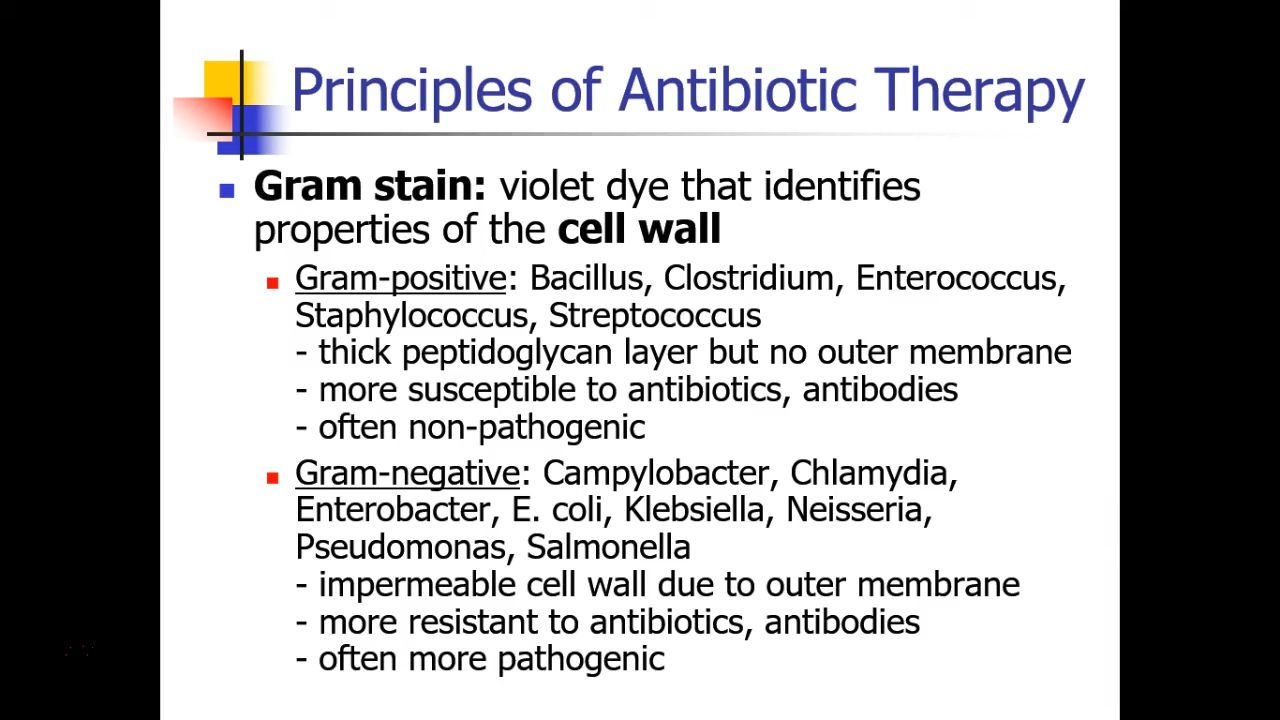 Principles of Antibiotic Therapy
Gram stain: violet dye that identifies
properties of the cell wall
Gram-positive: Bacillus, Clostridium, Enterococcus,
Staphylococcus, Streptococcus
- thick peptidoglycan layer but no outer membrane
- more susceptible to antibiotics, antibodies
- often non-pathogenic
Gram-negative: Campylobacter, Chlamydia,
Enterobacter, E. coli, Klebsiella, Neisseria,
Pseudomonas, Salmonella
- impermeable cell wall due to outer membrane
- more resistant to antibiotics, antibodies
- often more pathogenic